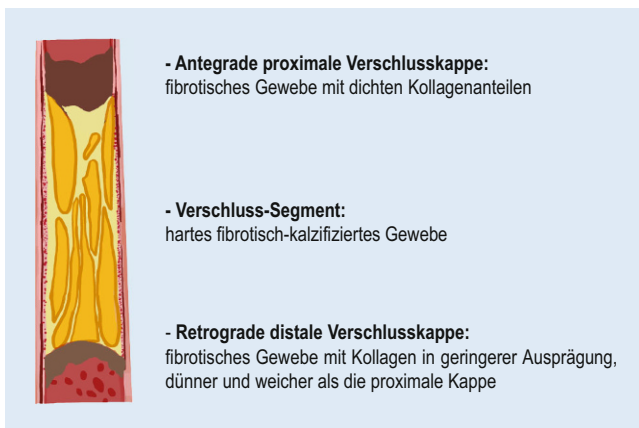 - Antegrade proximale Verschlusskappe:
fibrotisches Gewebe mit dichten Kollagenanteilen
- Verschluss-Segment:
hartes fibrotisch-kalzifiziertes Gewebe
- Retrograde distale Verschlusskappe:
fibrotisches Gewebe mit Kollagen in geringerer Ausprägung,
dünner und weicher als die proximale Kappe